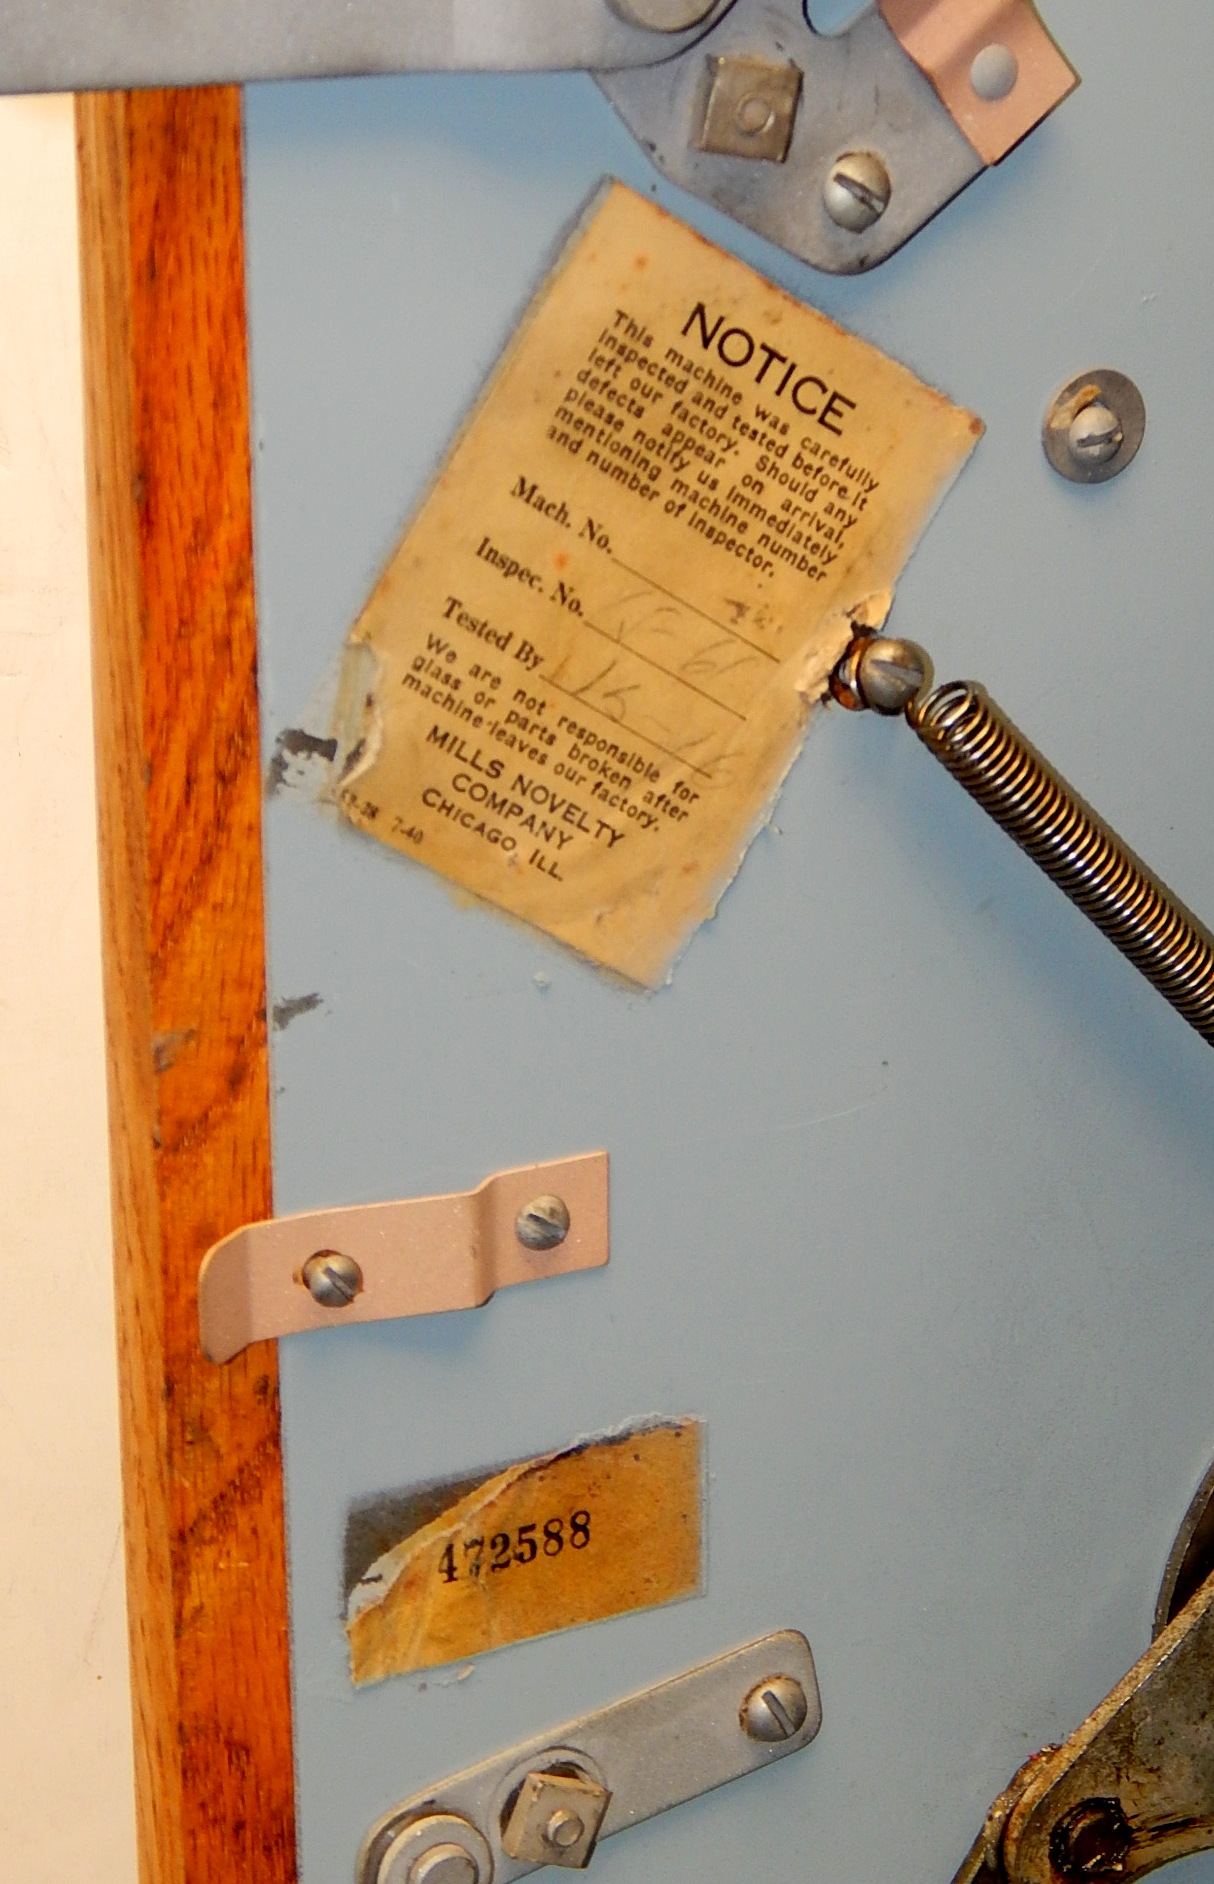 NOTICE
This machine was carefully
inspected and tested before it
left our factory. Should any
defects appear on arrival,
please notify us immediately
mentioning machine number
and number of inspector.
Mach. No.
Inspec. No.
Tested By
We are not responsible for
glass or parts broken after
machine leaves our factory.
MILLS NOVELTY
COMPANY
CHICAGO, ILL.
7-40
472588